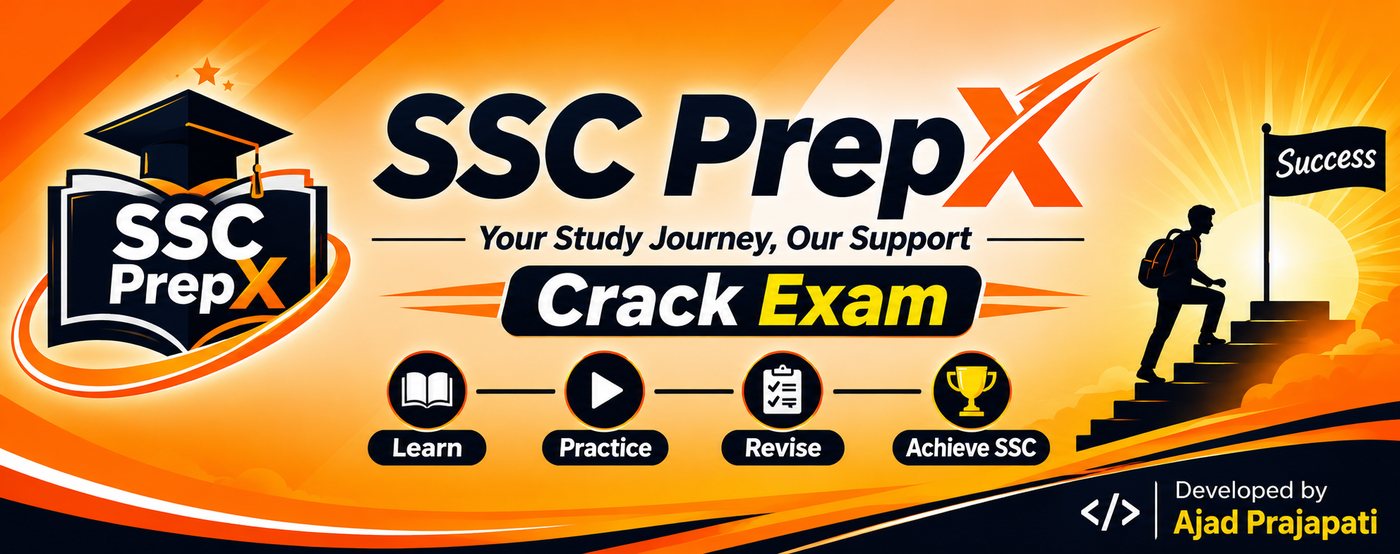 SSC
PrepX
SSC PrepX
Your Study Journey, Our Support
Crack Exam
Learn
Practice
Revise
Achieve SSC
Success
</> 
Developed by
Ajad Prajapati